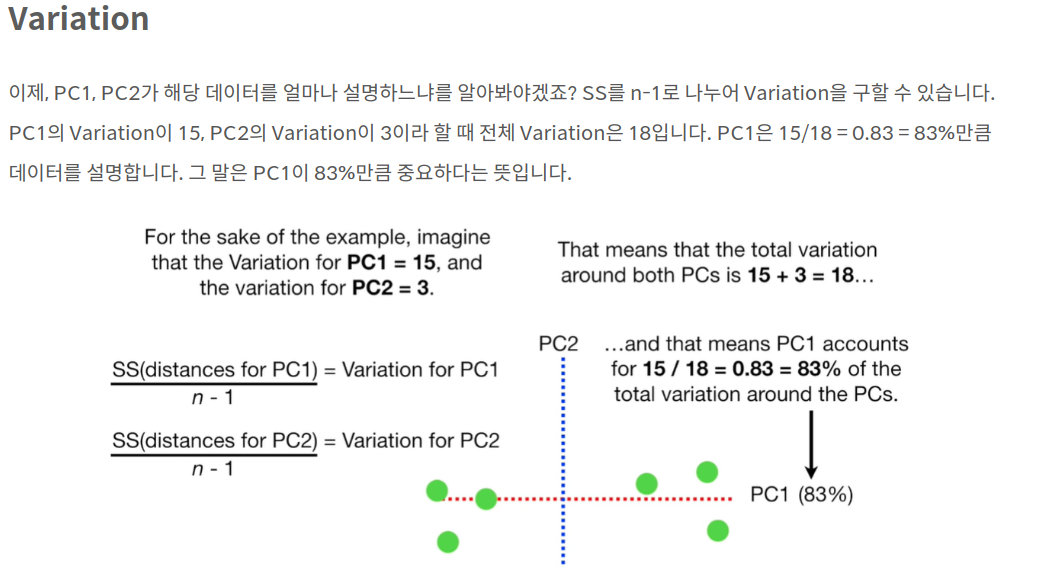 Variation
이제, PC1, PC2가 해당 데이터를 얼마나 설명하느냐를 알아봐야겠죠? SS를 n-1로 나누어 Variation을 구할 수 있습니다.
PC1의 Variation이 15, PC2의 Variation이 3이라 할 때 전체 Variation은 18입니다. PC1은 15/18 = 0.83 = 83%만큼
데이터를 설명합니다. 그 말은 PC1이 83%만큼 중요하다는 뜻입니다.
For the sake of the example, imagine
that the Variation for PC1 = 15, and
the variation for PC2 = 3.
That means that the total variation
around both PCs is 15 + 3 = 18…
SS(distances for PC1) = Variation for PC1
n - 1
SS(distances for PC2) = Variation for PC2
n - 1
PC2
…and that means PC1 accounts
for 15 / 18 = 0.83 = 83% of the
total variation around the PCs.
PC1 (83%)